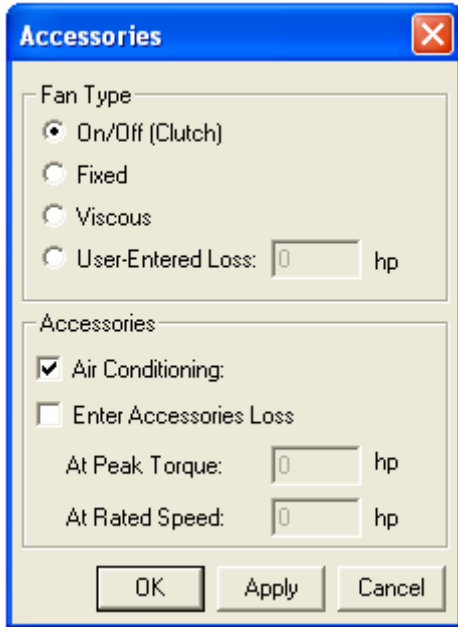 Accessories
Fan Type
On/Off (Clutch)
Fixed
Viscous
User-Entered Loss: 0 hp
Accessories
Air Conditioning:
Enter Accessories Loss
At Peak Torque: 0 hp
At Rated Speed: 0 hp
OK Apply Cancel